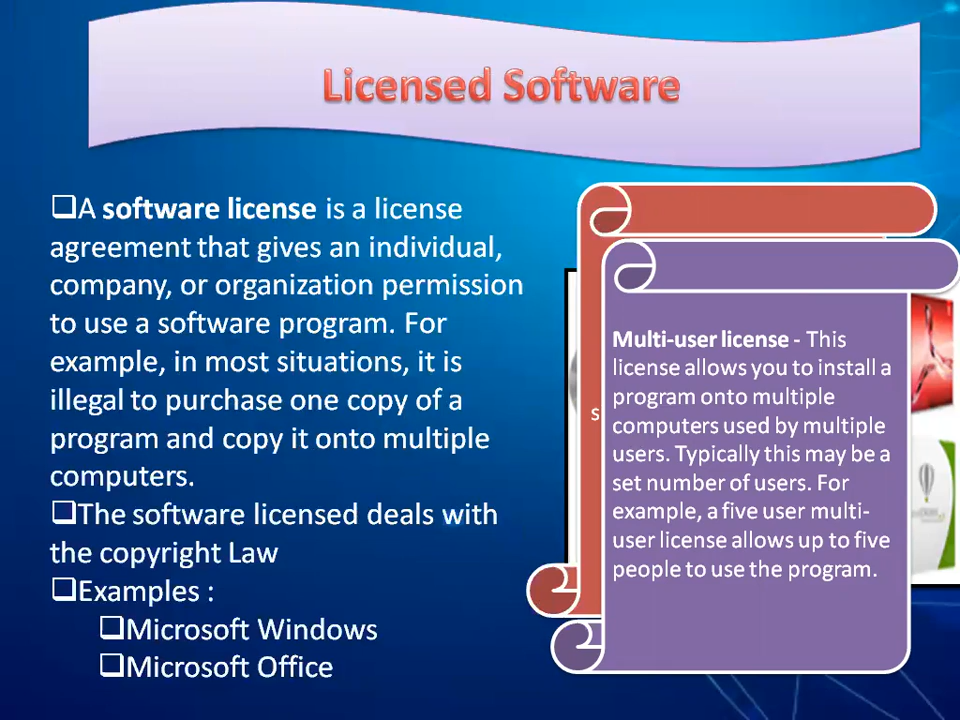 Licensed Software
A software license is a license
agreement that gives an individual,
company, or organization permission
to use a software program. For
example, in most situations, it is
illegal to purchase one copy of a
program and copy it onto multiple
computers.
The software licensed deals with
the copyright Law
Examples :
Microsoft Windows
Microsoft Office
s
Multi-user license - This
license allows you to install a
program onto multiple
computers used by multiple
users. Typically this may be a
set number of users. For
example, a five user multi-
user license allows up to five
people to use the program.